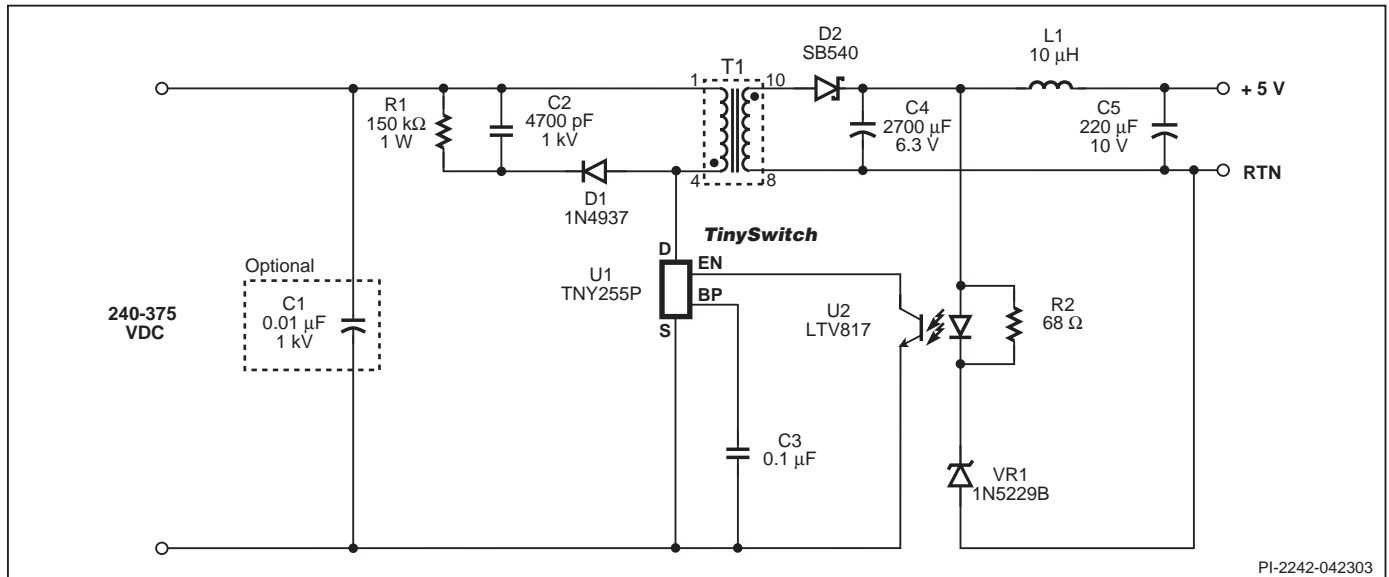 D2
SB540
L1
10 µH
T1
1
10
+ 5 V
R1
150 kΩ
1 W
C2
4700 pF
1 kV
C4
2700 µF
6.3 V
C5
220 µF
10 V
4
8
RTN
D1
1N4937
TinySwitch
Optional
C1
0.01 µF
1 kV
240-375
VDC
U1
TNY255P
D
EN
BP
S
U2
LTV817
R2
68 Ω
C3
0.1 µF
VR1
1N5229B
PI-2242-042303